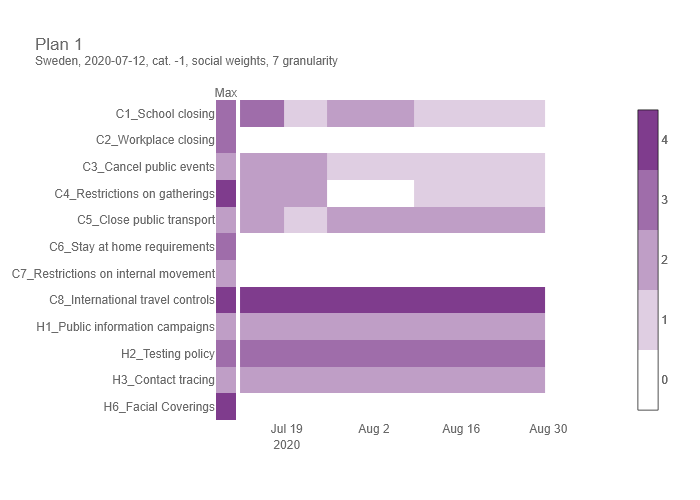 Plan 1
Sweden, 2020-07-12, cat. -1, social weights, 7 granularity
Max
C1_School closing
C2_Workplace closing
C3_Cancel public events
C4_Restrictions on gatherings
C5_Close public transport
C6_Stay at home requirements
C7_Restrictions on internal movement
C8_International travel controls
H1_Public information campaigns
H2_Testing policy
H3_Contact tracing
H6_Facial Coverings
Jul 19
2020
Aug 2
Aug 16
Aug 30
4
3
2
1
0